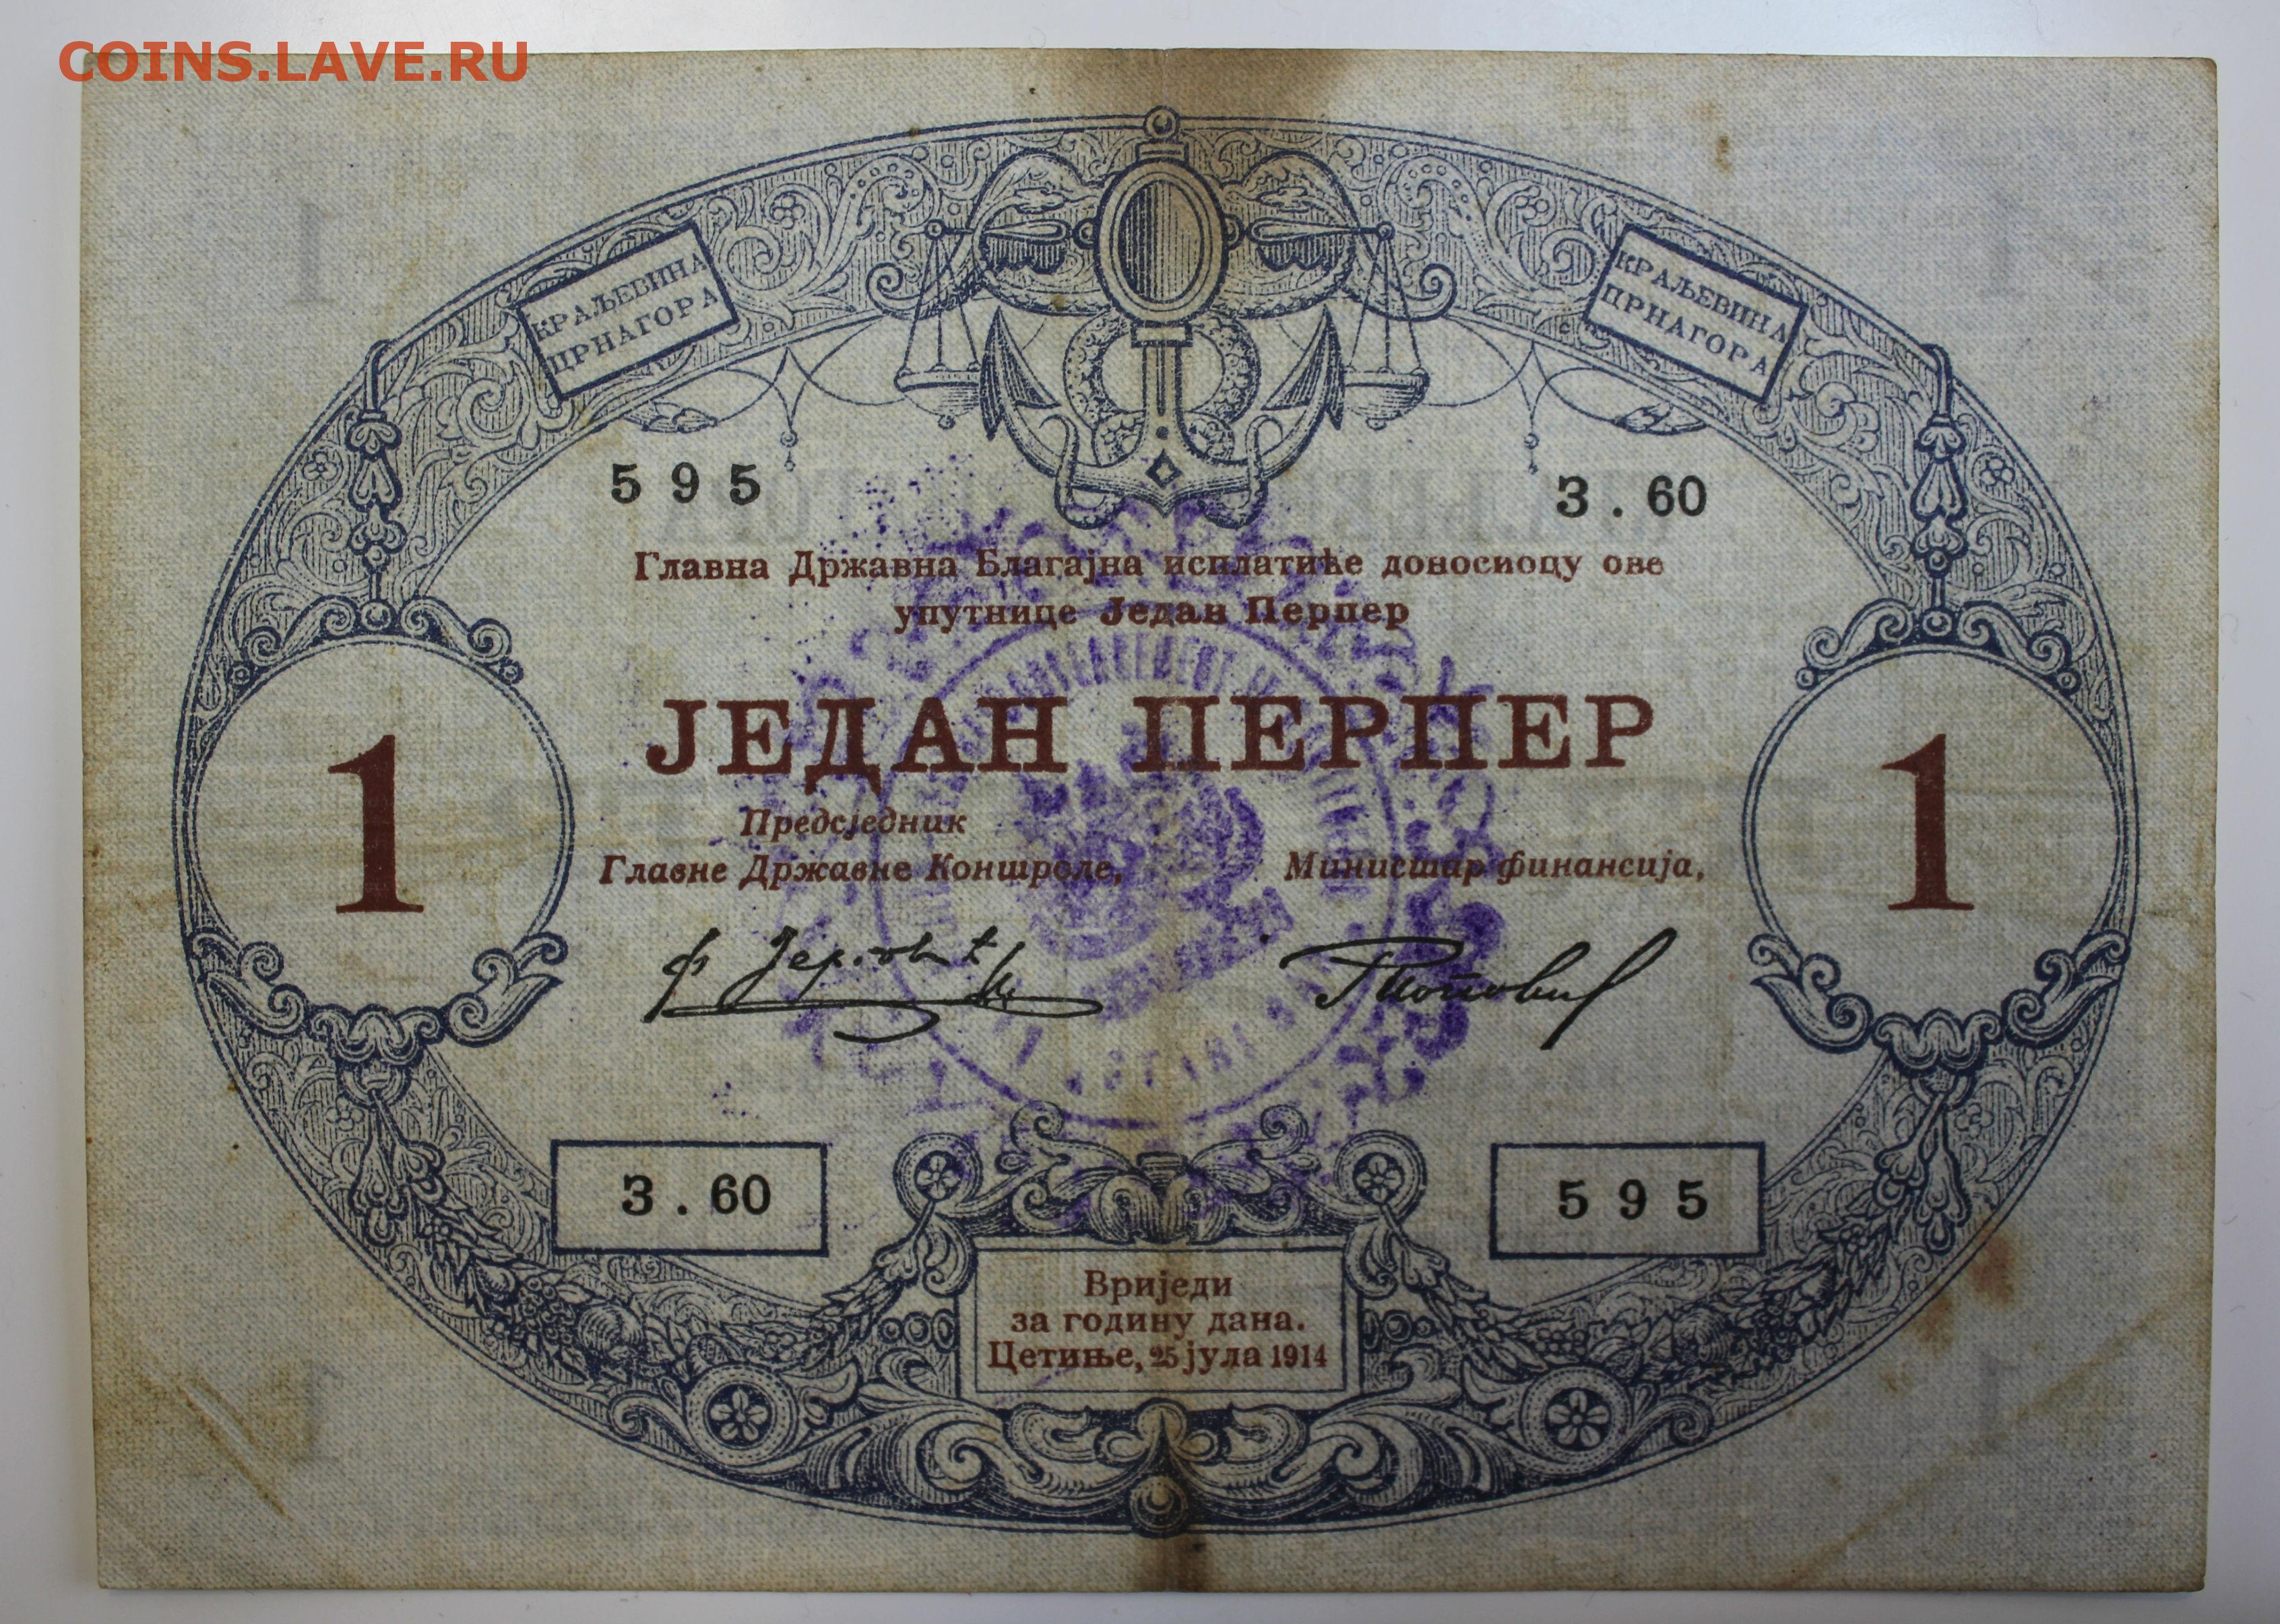 COINS.LAVE.RU
КРАЉЕВИНА
ЦРНАГОРА
КРАЉЕВИНА
ЦРНАГОРА
595
3.60
Главна Државна Благајна исплатиће доносиоцу ове
упутнице Један Перпер
ЈЕДАН ПЕРПЕР
1
1
Предсједник
Главне Државне Контроле,
Министар финансија,
3.60
595
Вриједи
за годину дана.
Цетиње, 25 јула 1914